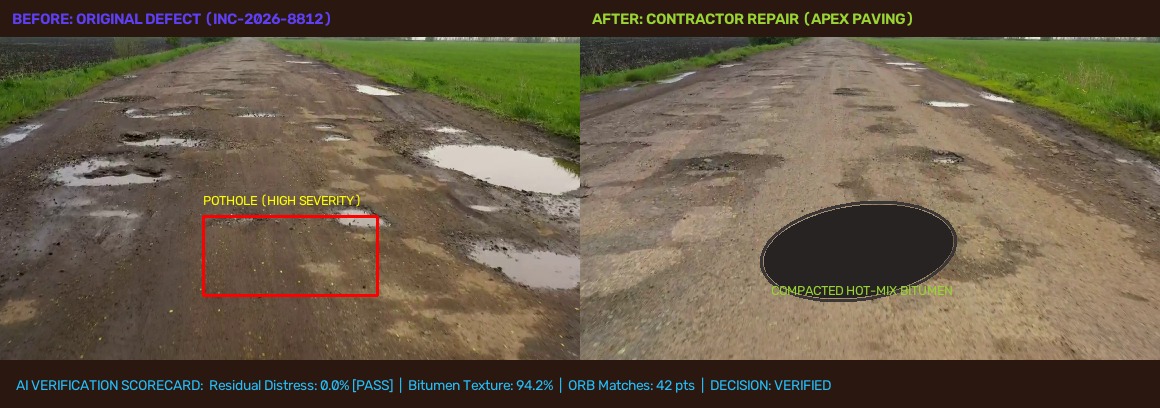 BEFORE: ORIGINAL DEFECT (INC-2026-8812)
AFTER: CONTRACTOR REPAIR (APEX PAVING)
POTHOLE (HIGH SEVERITY)
COMPACTED HOT-MIX BITUMEN
AI VERIFICATION SCORECARD: Residual Distress: 0.0% [PASS] | Bitumen Texture: 94.2% | ORB Matches: 42 pts | DECISION: VERIFIED